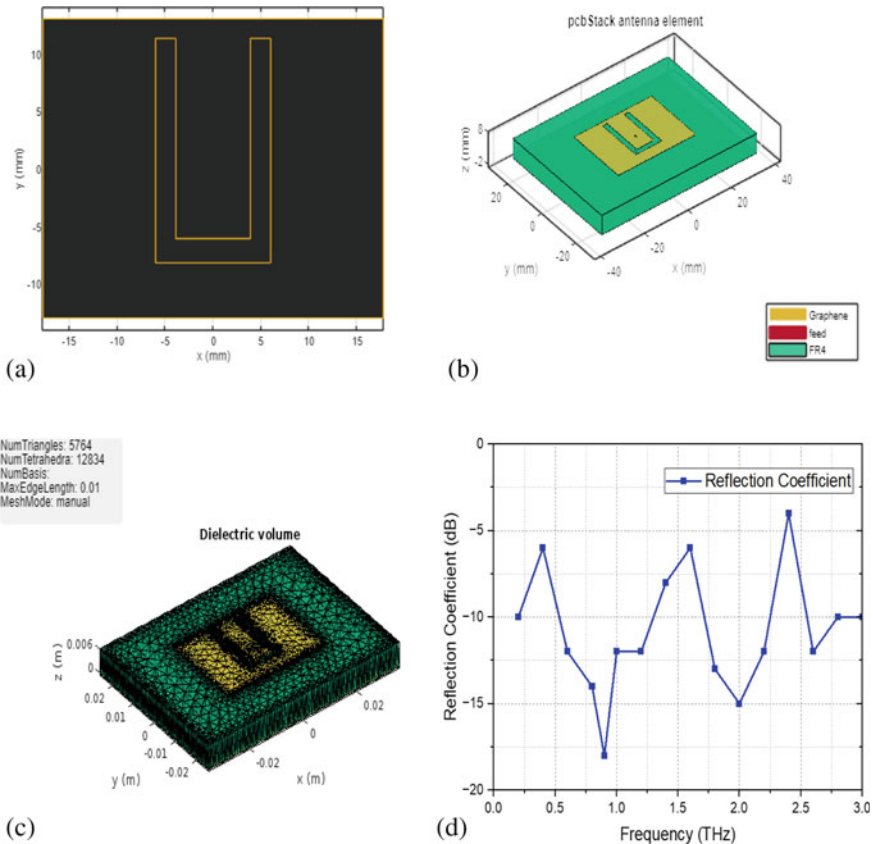 10
5
0
-5
-10
y (mm)
-15
-10
-5
0
5
10
15
x (mm)
(a)
pcbStack antenna element
8
-2
z (mm)
20
0
-20
y (mm)
-40
-20
0
20
40
x (mm)
Graphene
feed
FR4
(b)
NumTriangles: 5764
NumTetrahedra: 12834
NumBasis:
MaxEdgeLength: 0.01
MeshMode: manual
Dielectric volume
0.006
0
z (m)
0.02
0.01
0
-0.01
-0.02
y (m)
-0.02
0
0.02
x (m)
(c)
Reflection Coefficient
0
−5
−10
−15
−20
Reflection Coefficient (dB)
0.0 0.5 1.0 1.5 2.0 2.5 3.0
Frequency (THz)
(d)